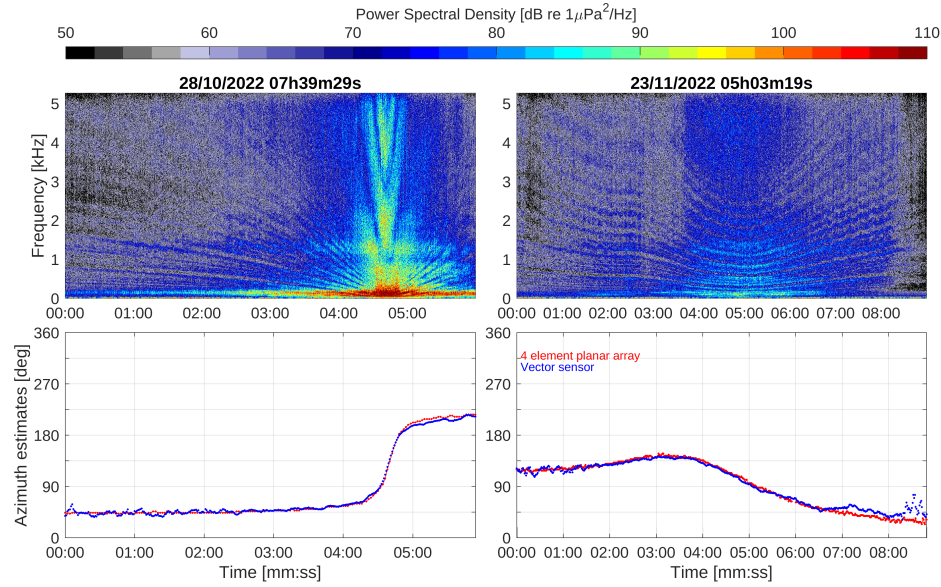 Power Spectral Density [dB re 1μPa²/Hz]
50 60 70 80 90 100 110
28/10/2022 07h39m29s
23/11/2022 05h03m19s
Frequency [kHz]
5
4
3
2
1
0
00:00 01:00 02:00 03:00 04:00 05:00
5
4
3
2
1
0
00:00 01:00 02:00 03:00 04:00 05:00 06:00 07:00 08:00
Azimuth estimates [deg]
360
270
180
90
0
00:00 01:00 02:00 03:00 04:00 05:00
Time [mm:ss]
360
270
180
90
0
4 element planar array
Vector sensor
00:00 01:00 02:00 03:00 04:00 05:00 06:00 07:00 08:00
Time [mm:ss]